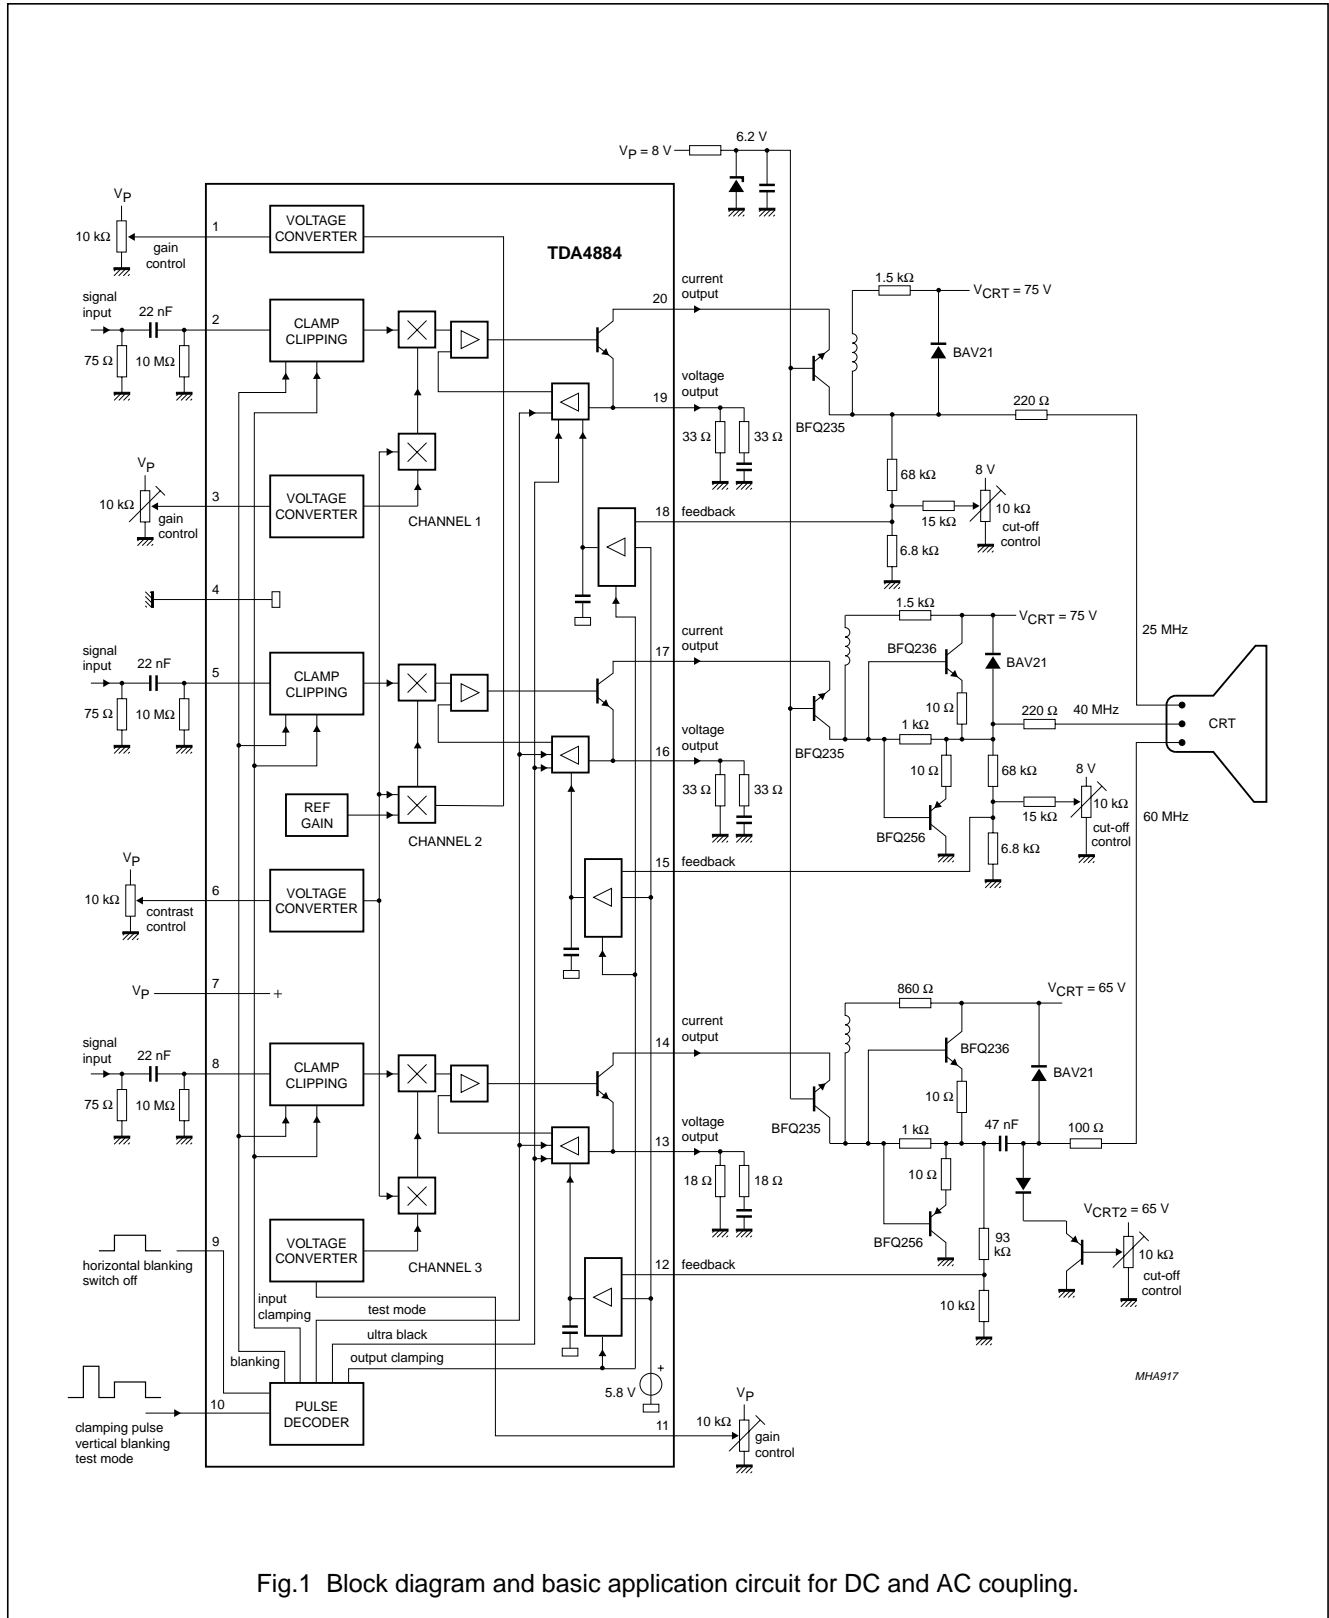 6.2 V
VP = 8 V
VP
10 kΩ
gain
control
1
VOLTAGE
CONVERTER
TDA4884
signal
input
22 nF
75 Ω
10 MΩ
2
CLAMP
CLIPPING
20
current
output
1.5 kΩ
VCRT = 75 V
BAV21
BFQ235
220 Ω
19
voltage
output
33 Ω
33 Ω
VP
10 kΩ
gain
control
3
VOLTAGE
CONVERTER
CHANNEL 1
18
feedback
68 kΩ
15 kΩ
8 V
10 kΩ
cut-off
control
6.8 kΩ
4
signal
input
22 nF
75 Ω
10 MΩ
5
CLAMP
CLIPPING
17
current
output
1.5 kΩ
VCRT = 75 V
BFQ236
BAV21
25 MHz
10 Ω
1 kΩ
220 Ω
40 MHz
CRT
BFQ235
16
voltage
output
33 Ω
33 Ω
10 Ω
68 kΩ
15 kΩ
8 V
10 kΩ
cut-off
control
60 MHz
BFQ256
6.8 kΩ
REF
GAIN
CHANNEL 2
15
feedback
VP
10 kΩ
contrast
control
6
VOLTAGE
CONVERTER
VP
7
+
signal
input
22 nF
75 Ω
10 MΩ
8
CLAMP
CLIPPING
14
current
output
860 Ω
VCRT = 65 V
BFQ236
BAV21
10 Ω
BFQ235
1 kΩ
47 nF
100 Ω
13
voltage
output
18 Ω
18 Ω
10 Ω
BFQ256
93
kΩ
VCRT2 = 65 V
10 kΩ
cut-off
control
9
horizontal blanking
switch off
VOLTAGE
CONVERTER
CHANNEL 3
12
feedback
10 kΩ
input
clamping
test mode
ultra black
blanking
output clamping
5.8 V
+
10
PULSE
DECODER
clamping pulse
vertical blanking
test mode
11
10 kΩ
VP
gain
control
MHA917
Fig.1 Block diagram and basic application circuit for DC and AC coupling.